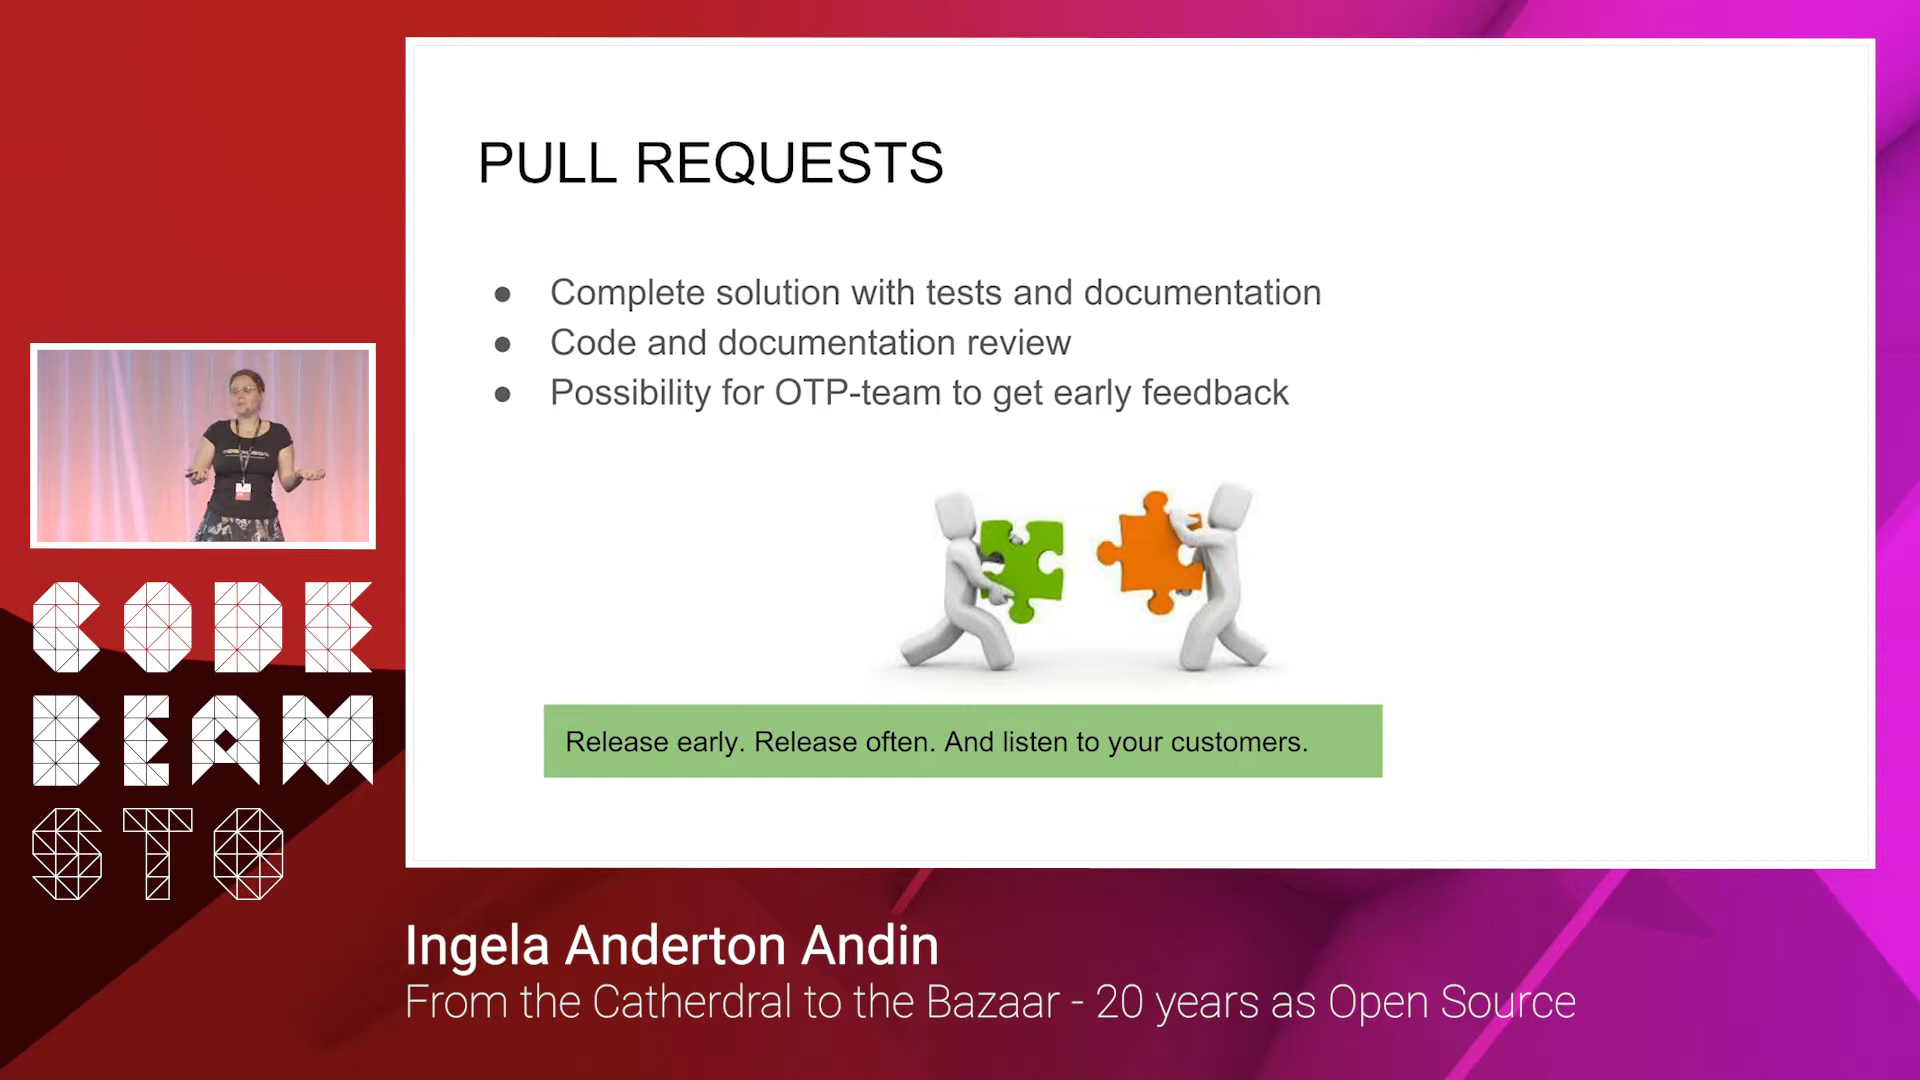 PULL REQUESTS
● Complete solution with tests and documentation
● Code and documentation review
● Possibility for OTP-team to get early feedback
Release early. Release often. And listen to your customers.
CODE
BEAM
STO
Ingela Anderton Andin
From the Catherdral to the Bazaar - 20 years as Open Source